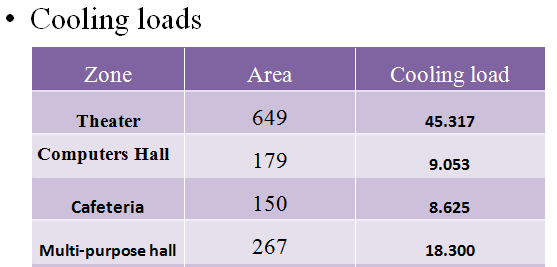 • Cooling loads
Zone Area Cooling load
Theater 649 45.317
Computers Hall 179 9.053
Cafeteria 150 8.625
Multi-purpose hall 267 18.300